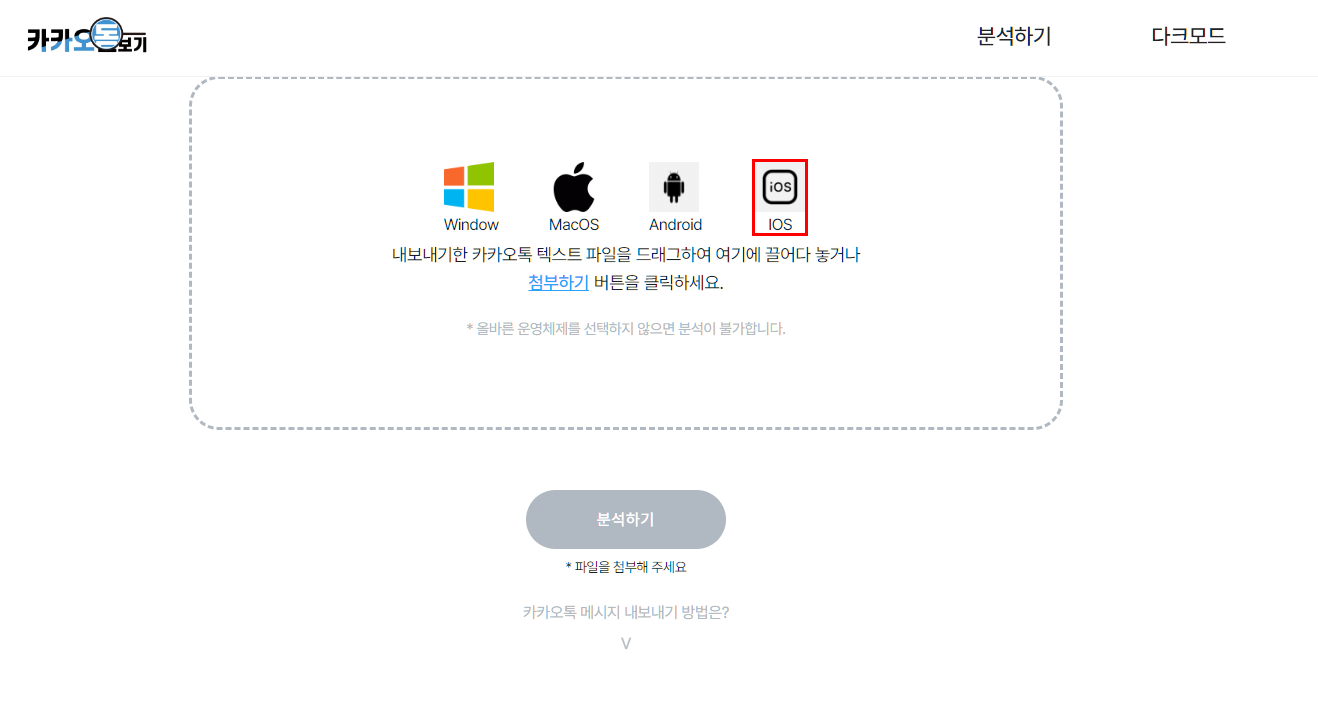 카카오톡돋보기
분석하기
다크모드
iOS
Window
MacOS
Android
IOS
내보내기한 카카오톡 텍스트 파일을 드래그하여 여기에 끌어다 놓거나
첨부하기 버튼을 클릭하세요.
* 올바른 운영체제를 선택하지 않으면 분석이 불가합니다.
분석하기
* 파일을 첨부해 주세요
카카오톡 메시지 내보내기 방법은?
V